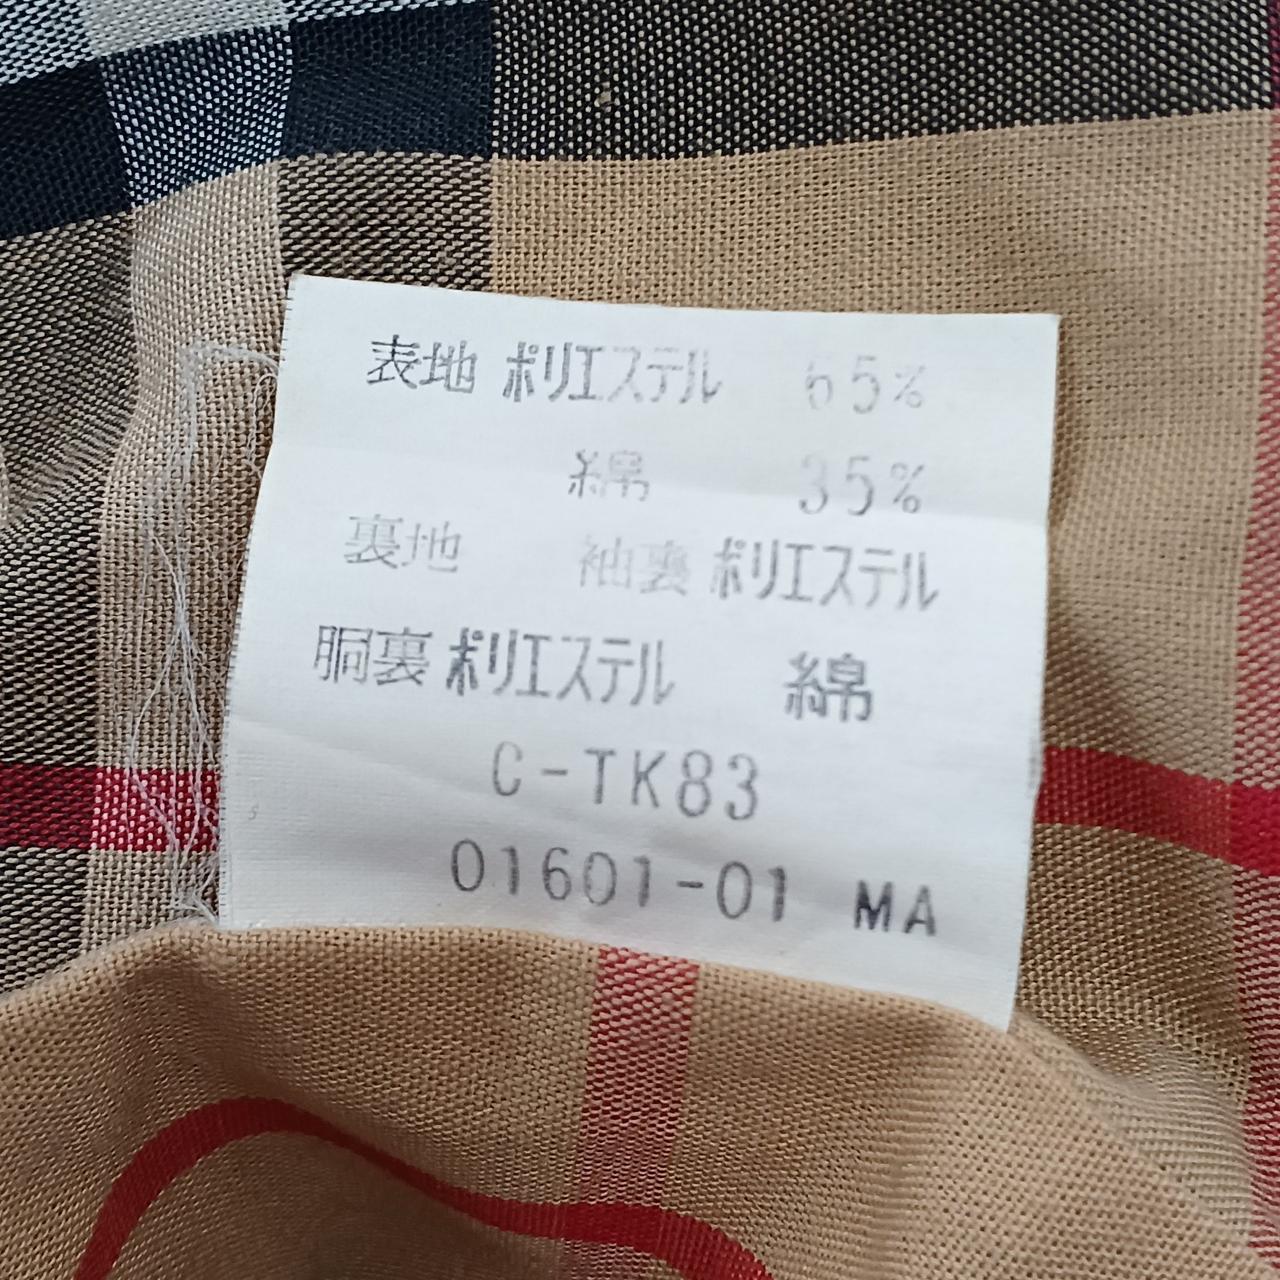 表地 ポリエステル 65%
綿 35%
裏地 袖裏 ポリエステル
胴裏 ポリエステル 綿
C-TK83
01601-01 MA